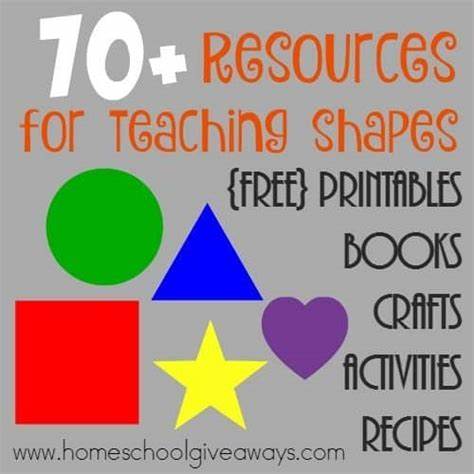 70+ Resources
for Teaching Shapes
{FREE} PRINTABLES
BOOKS
CRAFTS
ACTIVITIES
RECIPES
www.homeschoolgiveaways.com